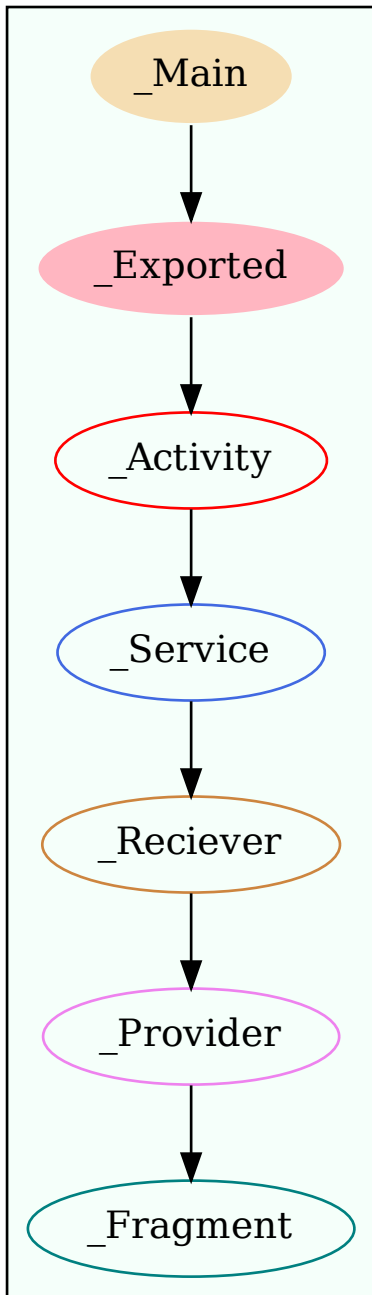 _Main
_Exported
_Activity
_Service
_Reciever
_Provider
_Fragment